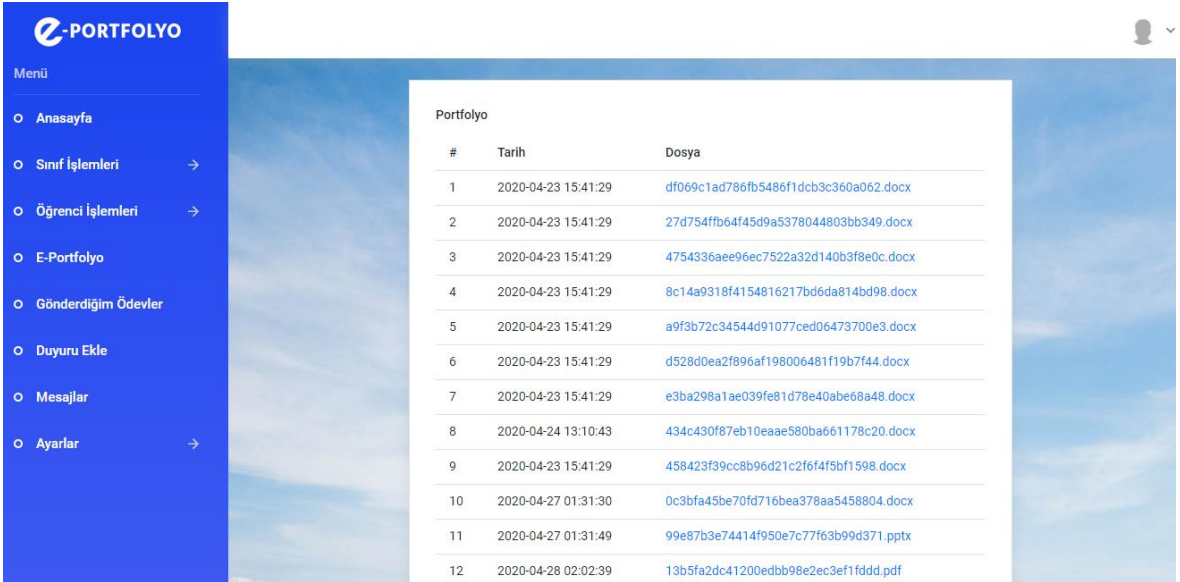 e-PORTFOLYO
Menü
Anasayfa
Sınıf İşlemleri
Öğrenci İşlemleri
E-Portfolyo
Gönderdiğim Ödevler
Duyuru Ekle
Mesajlar
Ayarlar
Portfolyo
# Tarih Dosya
1 2020-04-23 15:41:29 df069c1ad786fb5486f1dcb3c360a062.docx
2 2020-04-23 15:41:29 27d754ffb64f45d9a5378044803bb349.docx
3 2020-04-23 15:41:29 4754336aee96ec7522a32d140b3f8e0c.docx
4 2020-04-23 15:41:29 8c14a9318f4154816217bd6da814bd98.docx
5 2020-04-23 15:41:29 a9f3b72c34544d91077ced06473700e3.docx
6 2020-04-23 15:41:29 d528d0ea2f896af198006481f19b7f44.docx
7 2020-04-23 15:41:29 e3ba298a1ae039fe81d78e40abe68a48.docx
8 2020-04-24 13:10:43 434c430f87eb10eaae580ba661178c20.docx
9 2020-04-23 15:41:29 458423f39cc8b96d21c2f6f4f5bf1598.docx
10 2020-04-27 01:31:30 0c3bfa45be70fd716bea378aa5458804.docx
11 2020-04-27 01:31:49 99e87b3e74414f950e7c77f63b99d371.pptx
12 2020-04-28 02:02:39 13b5fa2dc41200edbb98e2ec3ef1fddd.pdf